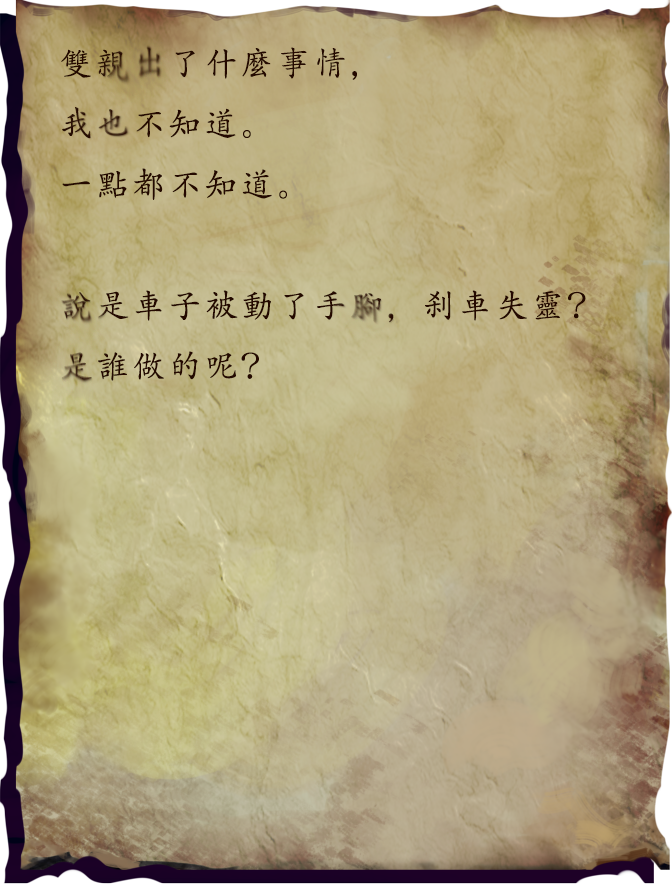 雙親出了什麼事情，
我也不知道。
一點都不知道。
說是車子被動了手腳，剎車失靈？
是誰做的呢？